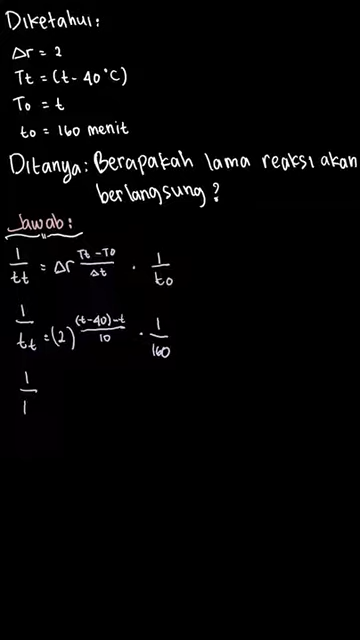 Diketahui:
Δr = 2
Tt = (t - 40°C)
To = t
to = 160 menit
Ditanya: Berapakah lama reaksi akan
berlangsung?
Jawab:
1/tt = Δr^((Tt - To)/Δt) · 1/to
1/tt = (2)^(((t-40)-t)/10) · 1/160
1/1